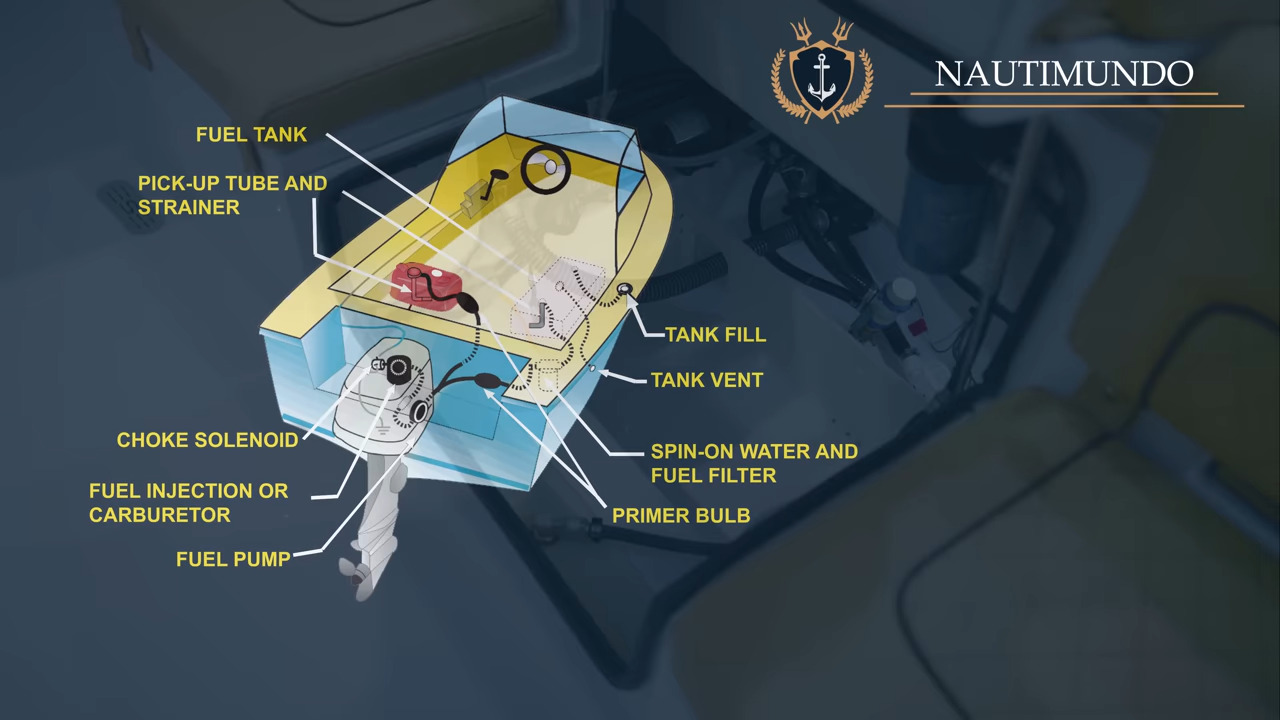 NAUTIMUNDO
FUEL TANK
PICK-UP TUBE AND
STRAINER
TANK FILL
TANK VENT
CHOKE SOLENOID
SPIN-ON WATER AND
FUEL FILTER
FUEL INJECTION OR
CARBURETOR
PRIMER BULB
FUEL PUMP